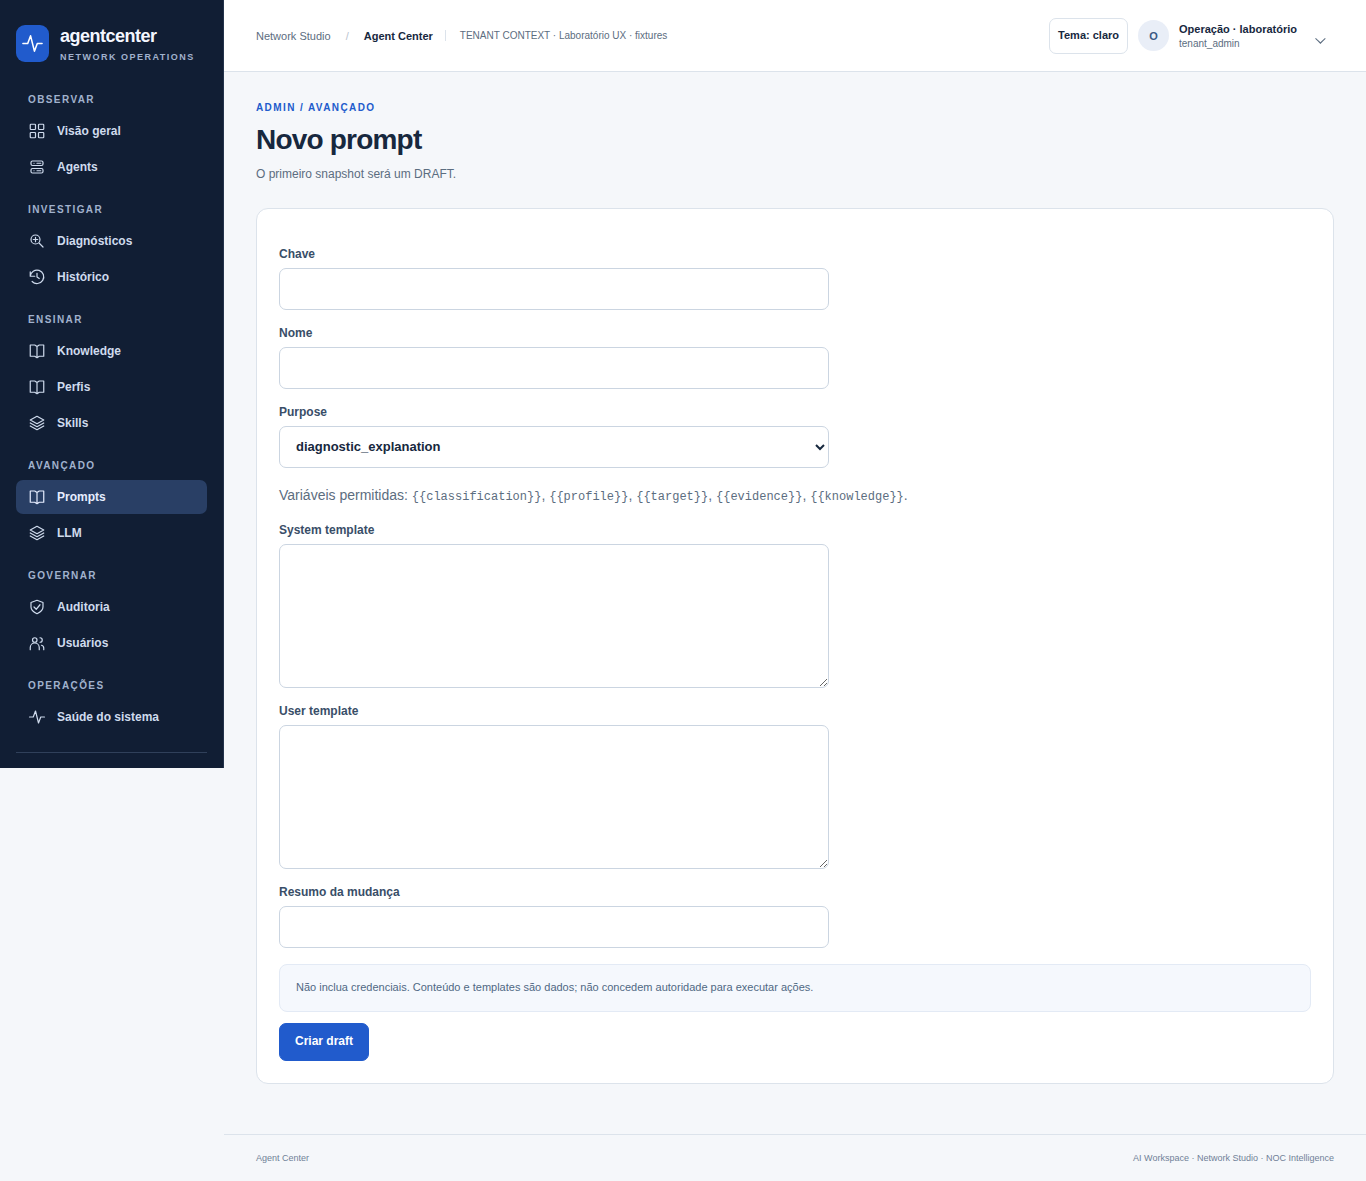 agentcenter
NETWORK OPERATIONS
OBSERVAR
Visão geral
Agents
INVESTIGAR
Diagnósticos
Histórico
ENSINAR
Knowledge
Perfis
Skills
AVANÇADO
Prompts
LLM
GOVERNAR
Auditoria
Usuários
OPERAÇÕES
Saúde do sistema
Network Studio / Agent Center TENANT CONTEXT · Laboratório UX · fixtures
Tema: claro
O
Operação · laboratório
tenant_admin
ADMIN / AVANÇADO
Novo prompt
O primeiro snapshot será um DRAFT.
Chave
Nome
Purpose
diagnostic_explanation
Variáveis permitidas: {{classification}}, {{profile}}, {{target}}, {{evidence}}, {{knowledge}}.
System template
User template
Resumo da mudança
Não inclua credenciais. Conteúdo e templates são dados; não concedem autoridade para executar ações.
Criar draft
Agent Center
AI Workspace · Network Studio · NOC Intelligence